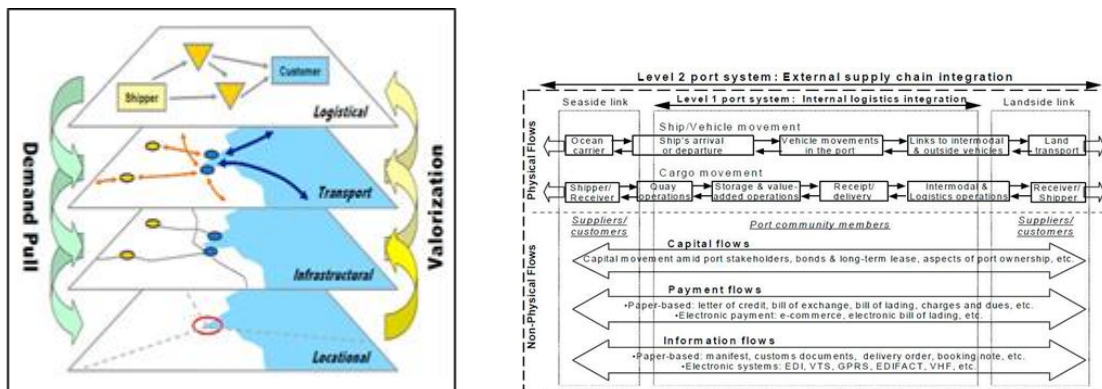 Shipper
Customer
Logistical
Transport
Infrastructural
Locational
Demand Pull
Valorization
Level 2 port system: External supply chain integration
Seaside link
Level 1 port system: Internal logistics integration
Landside link
Physical Flows
Ship/Vehicle movement
Ocean carrier
Ship's arrival or departure
Vehicle movements in the port
Links to intermodal & outside vehicles
Land transport
Cargo movement
Shipper/ Receiver
Quay operations
Storage & value-added operations
Receipt/ delivery
Intermodal & Logistics operations
Receiver/ Shipper
Suppliers/ customers
Port community members
Suppliers/ customers
Non-Physical Flows
Capital flows
Capital movement amid port stakeholders, bonds & long-term lease, aspects of port ownership, etc.
Payment flows
•Paper-based: letter of credit, bill of exchange, bill of lading, charges and dues, etc.
•Electronic payment: e-commerce, electronic bill of lading, etc.
Information flows
•Paper-based: manifest, customs documents, delivery order, booking note, etc.
•Electronic systems: EDI, VTS, GPRS, EDIFACT, VHF, etc.